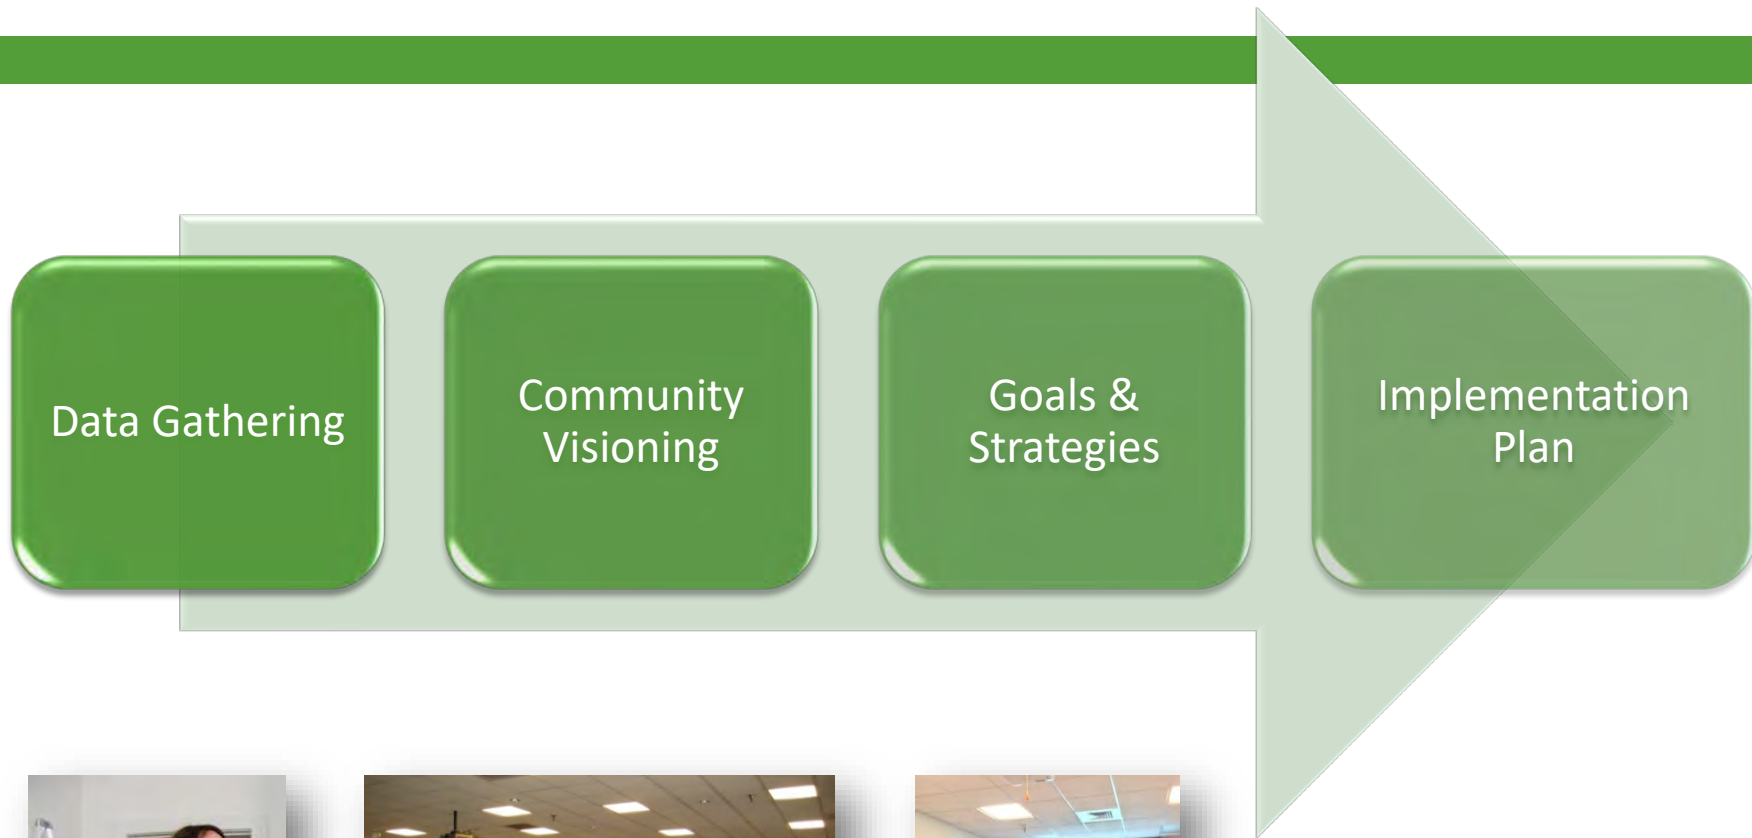 Data Gathering
Community
Visioning
Goals &
Strategies
Implementation
Plan